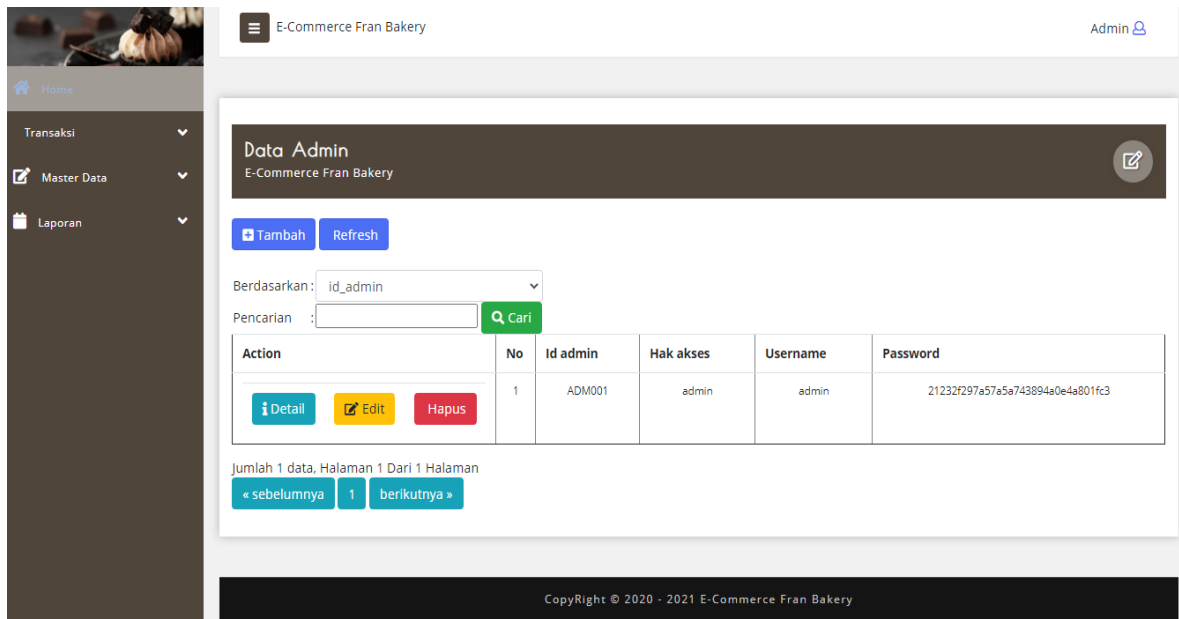 E-Commerce Fran Bakery
Admin
Home
Transaksi
Master Data
Laporan
Data Admin
E-Commerce Fran Bakery
Tambah Refresh
Berdasarkan : id_admin
Pencarian : Cari
Action No Id admin Hak akses Username Password
1 ADM001 admin admin 21232f297a57a5a743894a0e4a801fc3
Detail Edit Hapus
Jumlah 1 data, Halaman 1 Dari 1 Halaman
« sebelumnya 1 berikutnya »
CopyRight © 2020 - 2021 E-Commerce Fran Bakery